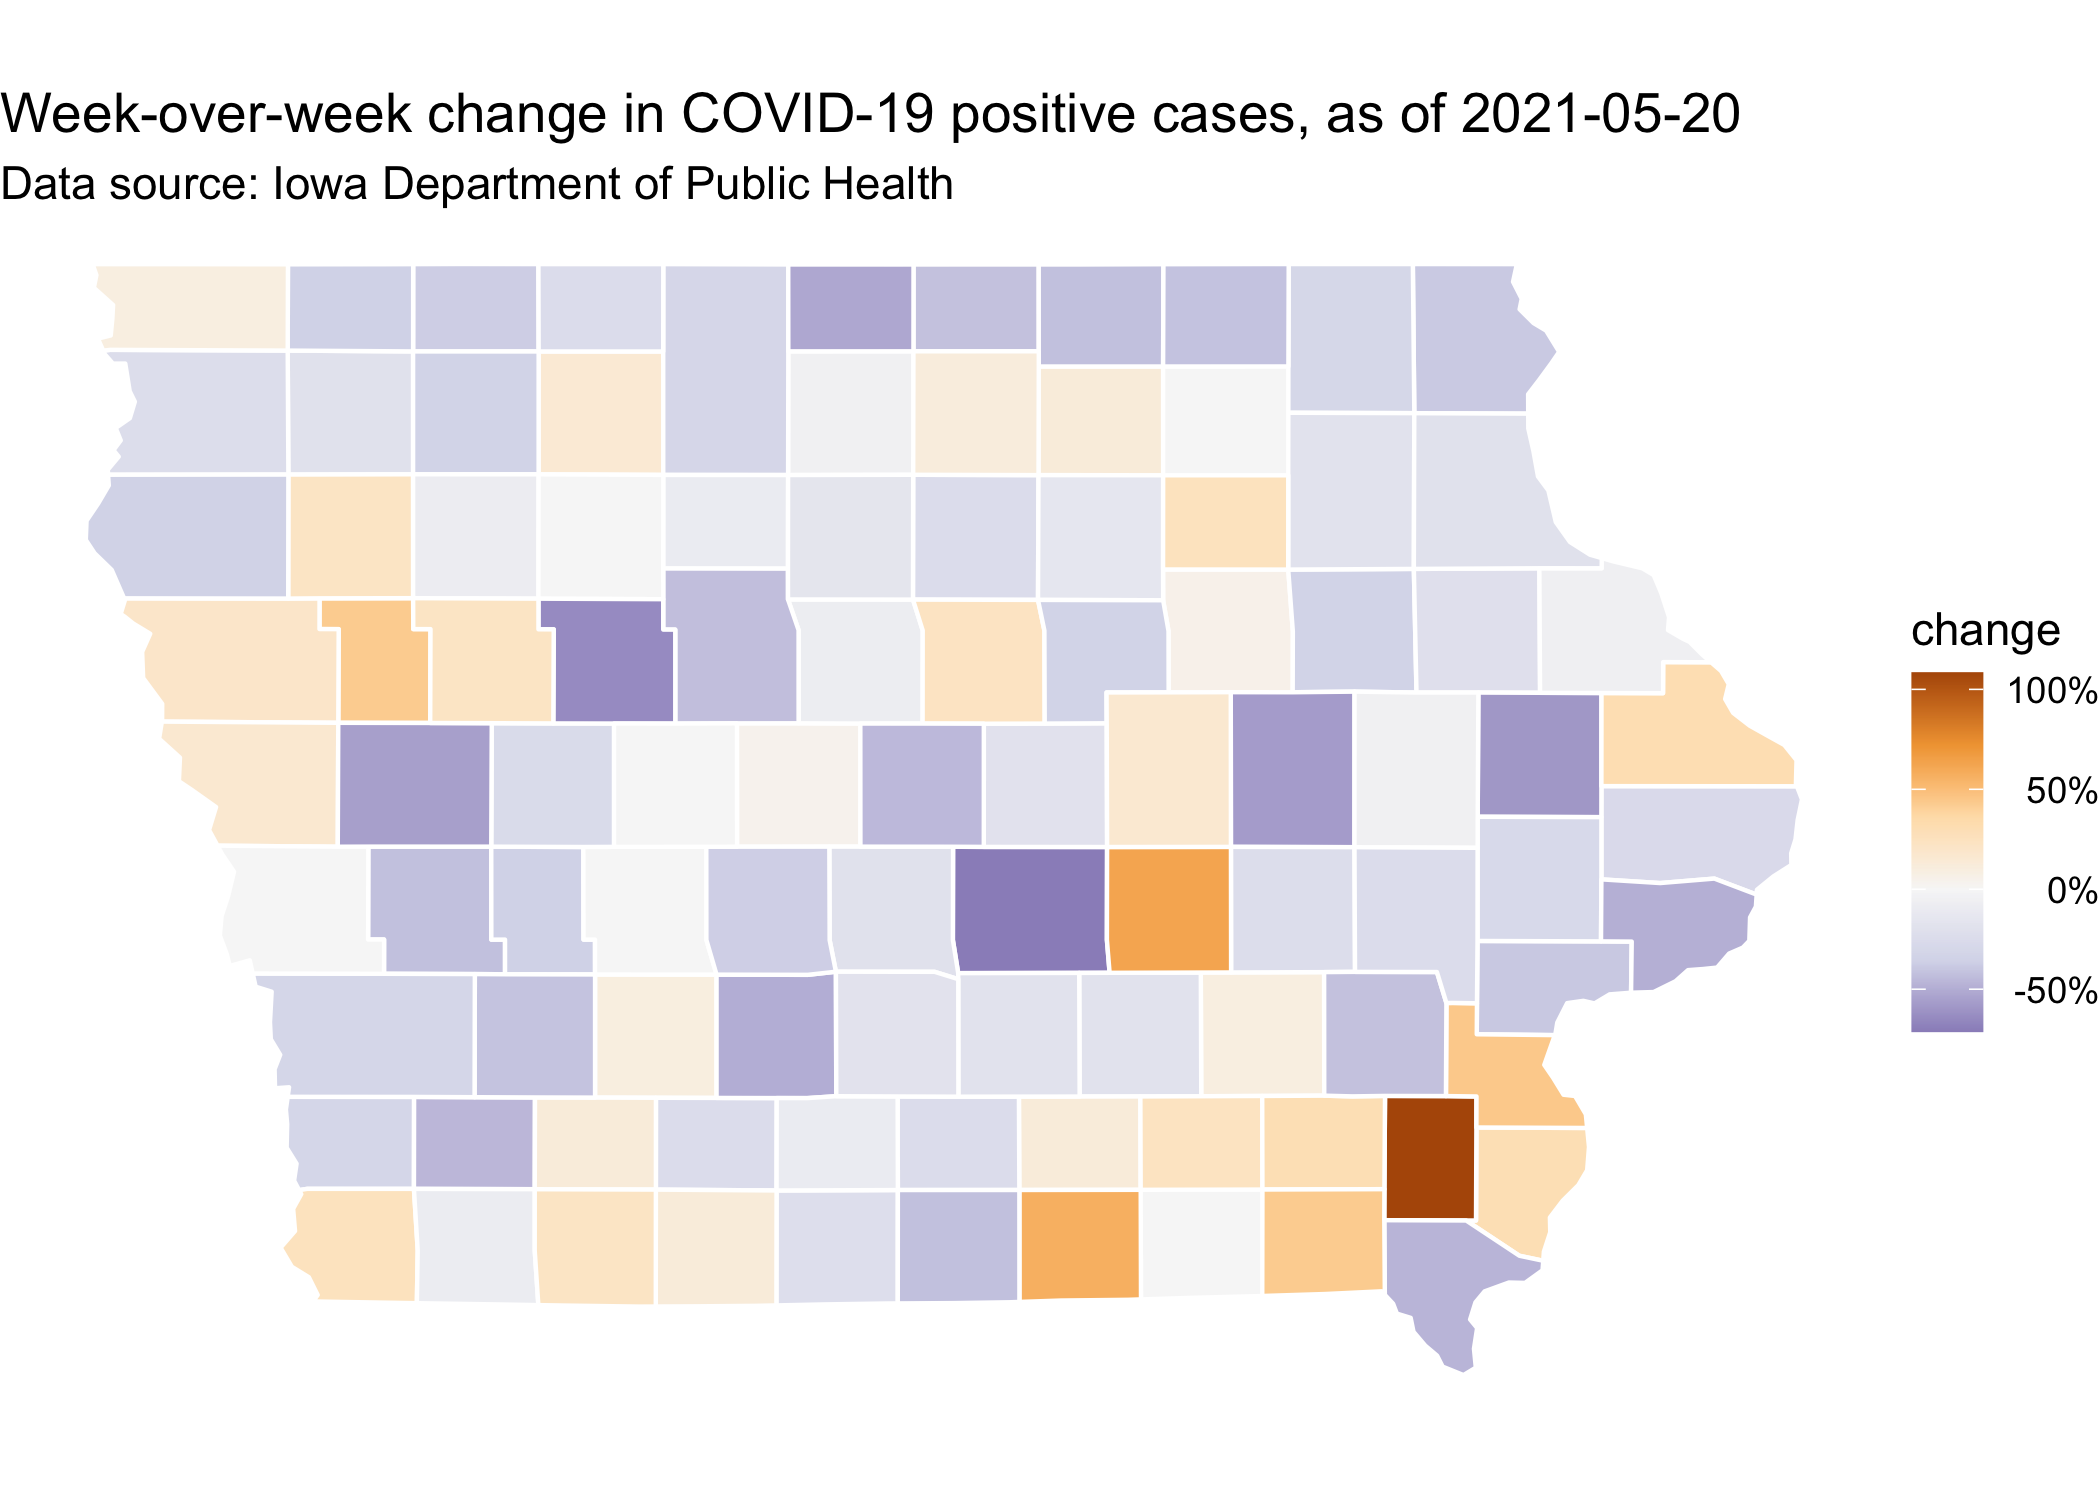 Week-over-week change in COVID-19 positive cases, as of 2021-05-20
Data source: Iowa Department of Public Health
change
100%
50%
0%
-50%